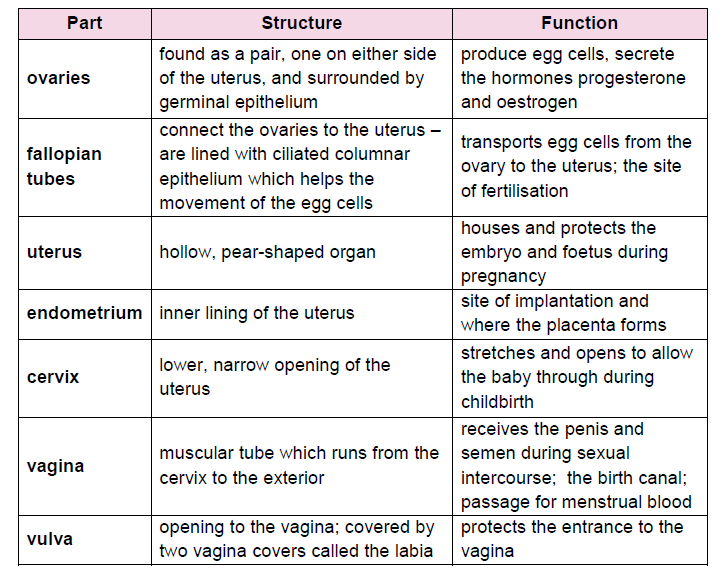 Part Structure Function
ovaries
found as a pair, one on either side
of the uterus, and surrounded by
germinal epithelium
produce egg cells, secrete
the hormones progesterone
and oestrogen
fallopian
tubes
connect the ovaries to the uterus –
are lined with ciliated columnar
epithelium which helps the
movement of the egg cells
transports egg cells from the
ovary to the uterus; the site
of fertilisation
uterus
hollow, pear-shaped organ
houses and protects the
embryo and foetus during
pregnancy
endometrium
inner lining of the uterus
site of implantation and
where the placenta forms
cervix
lower, narrow opening of the
uterus
stretches and opens to allow
the baby through during
childbirth
vagina
muscular tube which runs from the
cervix to the exterior
receives the penis and
semen during sexual
intercourse; the birth canal;
passage for menstrual blood
vulva
opening to the vagina; covered by
two vagina covers called the labia
protects the entrance to the
vagina